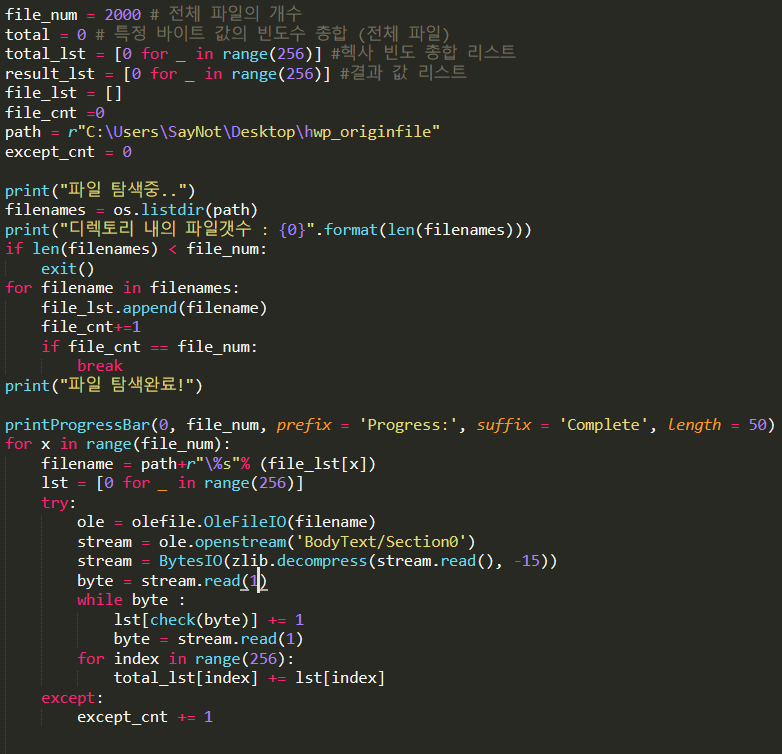 file_num = 2000 # 전체 파일의 개수
total = 0 # 특정 바이트 값의 빈도수 총합 (전체 파일)
total_lst = [0 for _ in range(256)] #헥사 빈도 총합 리스트
result_lst = [0 for _ in range(256)] #결과 값 리스트
file_lst = []
file_cnt =0
path = r"C:\Users\SayNot\Desktop\hwp_originfile"
except_cnt = 0
print("파일 탐색중..")
filenames = os.listdir(path)
print("디렉토리 내의 파일갯수 : {0}".format(len(filenames)))
if len(filenames) < file_num:
    exit()
for filename in filenames:
    file_lst.append(filename)
    file_cnt+=1
    if file_cnt == file_num:
        break
print("파일 탐색완료!")
printProgressBar(0, file_num, prefix = 'Progress:', suffix = 'Complete', length = 50)
for x in range(file_num):
    filename = path+r"\%s"% (file_lst[x])
    lst = [0 for _ in range(256)]
    try:
        ole = olefile.OleFileIO(filename)
        stream = ole.openstream('BodyText/Section0')
        stream = BytesIO(zlib.decompress(stream.read(), -15))
        byte = stream.read(1)
        while byte :
            lst[check(byte)] += 1
            byte = stream.read(1)
        for index in range(256):
            total_lst[index] += lst[index]
    except:
        except_cnt += 1